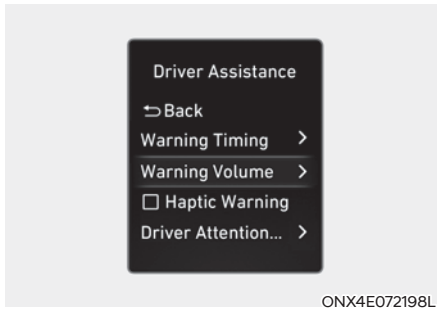 Driver Assistance
Back
Warning Timing >
Warning Volume >
Haptic Warning
Driver Attention... >
ONX4E072198L